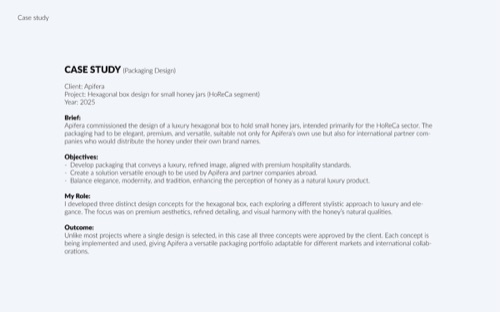 Case study
CASE STUDY (Packaging Design)
Client: Apifera
Project: Hexagonal box design for small honey jars (HoReCa segment)
Year: 2025
Brief:
Apifera commissioned the design of a luxury hexagonal box to hold small honey jars, intended primarily for the HoReCa sector. The
packaging had to be elegant, premium, and versatile, suitable not only for Apifera's own use but also for international partner com-
panies who would distribute the honey under their own brand names.
Objectives:
- Develop packaging that conveys a luxury, refined image, aligned with premium hospitality standards.
- Create a solution versatile enough to be used by Apifera and partner companies abroad.
- Balance elegance, modernity, and tradition, enhancing the perception of honey as a natural luxury product.
My Role:
I developed three distinct design concepts for the hexagonal box, each exploring a different stylistic approach to luxury and ele-
gance. The focus was on premium aesthetics, refined detailing, and visual harmony with the honey's natural qualities.
Outcome:
Unlike most projects where a single design is selected, in this case all three concepts were approved by the client. Each concept is
being implemented and used, giving Apifera a versatile packaging portfolio adaptable for different markets and international collab-
orations.